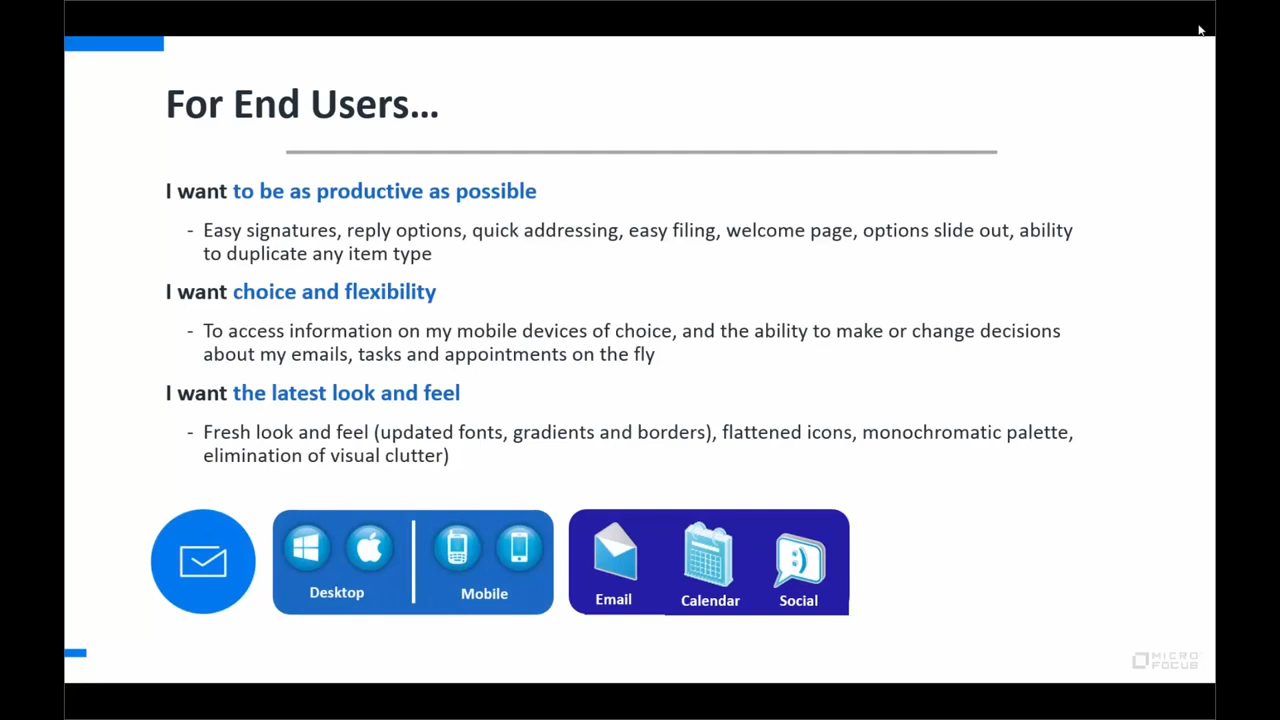 For End Users...
I want to be as productive as possible
- Easy signatures, reply options, quick addressing, easy filing, welcome page, options slide out, ability
to duplicate any item type
I want choice and flexibility
- To access information on my mobile devices of choice, and the ability to make or change decisions
about my emails, tasks and appointments on the fly
I want the latest look and feel
- Fresh look and feel (updated fonts, gradients and borders), flattened icons, monochromatic palette,
elimination of visual clutter)
Desktop
Mobile
Email
Calendar
Social
MICRO
FOCUS